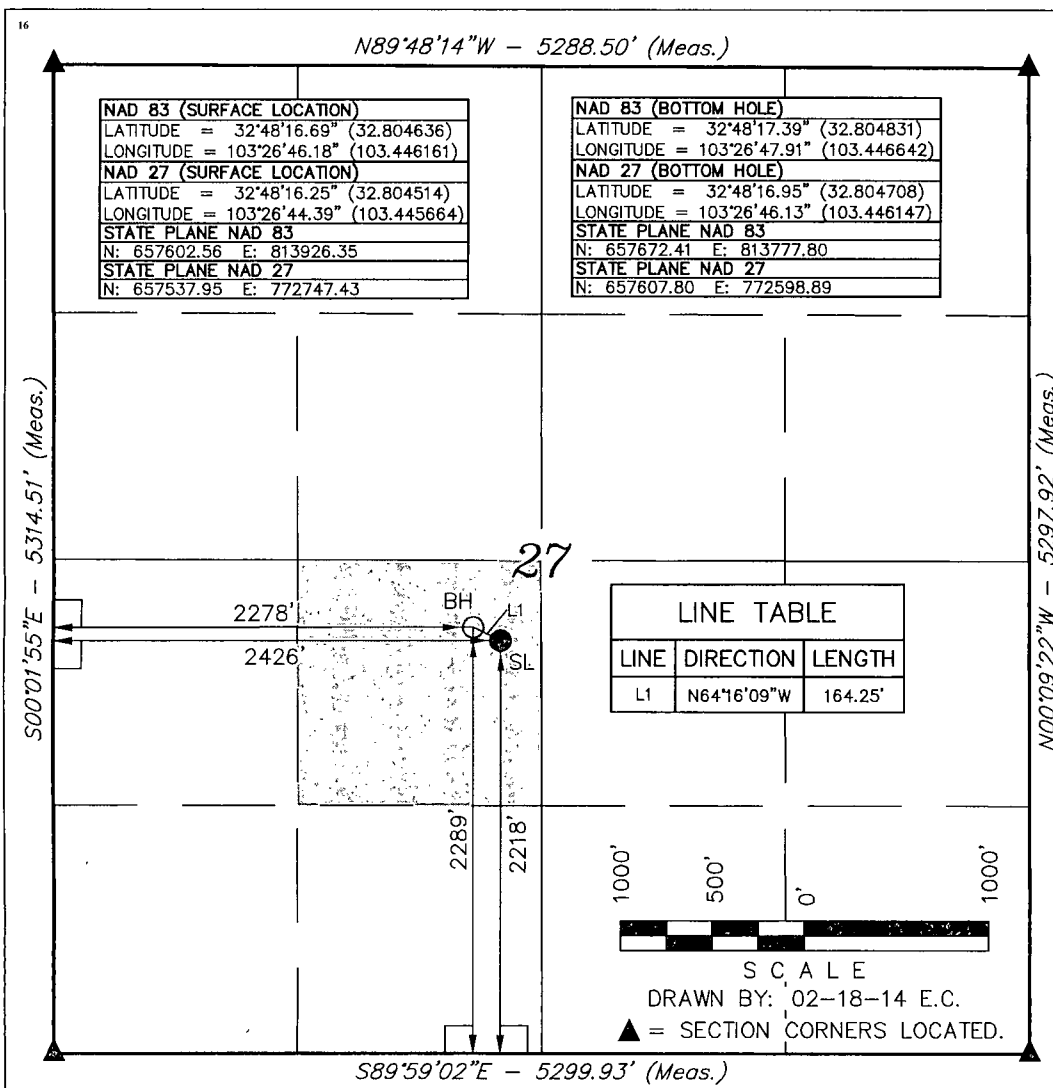 16
N89°48'14"W – 5288.50' (Meas.)
NAD 83 (SURFACE LOCATION)
LATITUDE = 32°48'16.69" (32.804636)
LONGITUDE = 103°26'46.18" (103.446161)
NAD 27 (SURFACE LOCATION)
LATITUDE = 32°48'16.25" (32.804514)
LONGITUDE = 103°26'44.39" (103.445664)
STATE PLANE NAD 83
N: 657602.56 E: 813926.35
STATE PLANE NAD 27
N: 657537.95 E: 772747.43
NAD 83 (BOTTOM HOLE)
LATITUDE = 32°48'17.39" (32.804831)
LONGITUDE = 103°26'47.91" (103.446642)
NAD 27 (BOTTOM HOLE)
LATITUDE = 32°48'16.95" (32.804708)
LONGITUDE = 103°26'46.13" (103.446147)
STATE PLANE NAD 83
N: 657672.41 E: 813777.80
STATE PLANE NAD 27
N: 657607.80 E: 772598.89
S00°01'55"E – 5314.51' (Meas.)
N00°09'22"W – 5297.92' (Meas.)
27
BH
L1
2278'
2426'
SL
LINE TABLE
LINE DIRECTION LENGTH
L1 N64°16'09"W 164.25'
2289'
2218'
1000' 500' 0' 1000'
SCALE
DRAWN BY: 02–18–14 E.C.
▲ = SECTION CORNERS LOCATED.
S89°59'02"E – 5299.93' (Meas.)